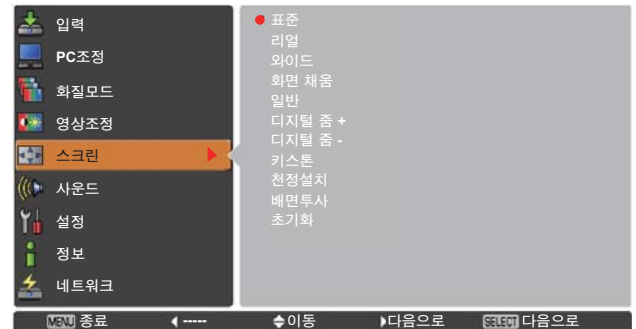 입력
PC조정
화질모드
영상조정
스크린
사운드
설정
정보
네트워크
표준
리얼
와이드
화면 채움
일반
디지털 줌 +
디지털 줌 -
키스톤
천정설치
배면투사
초기화
MENU 종료 ----- 이동 다음으로 SELECT 다음으로